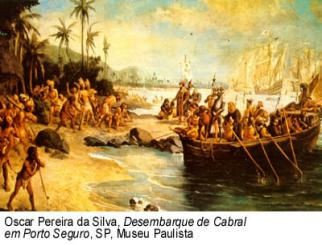 Oscar Pereira da Silva, Desembarque de Cabral
em Porto Seguro, SP, Museu Paulista